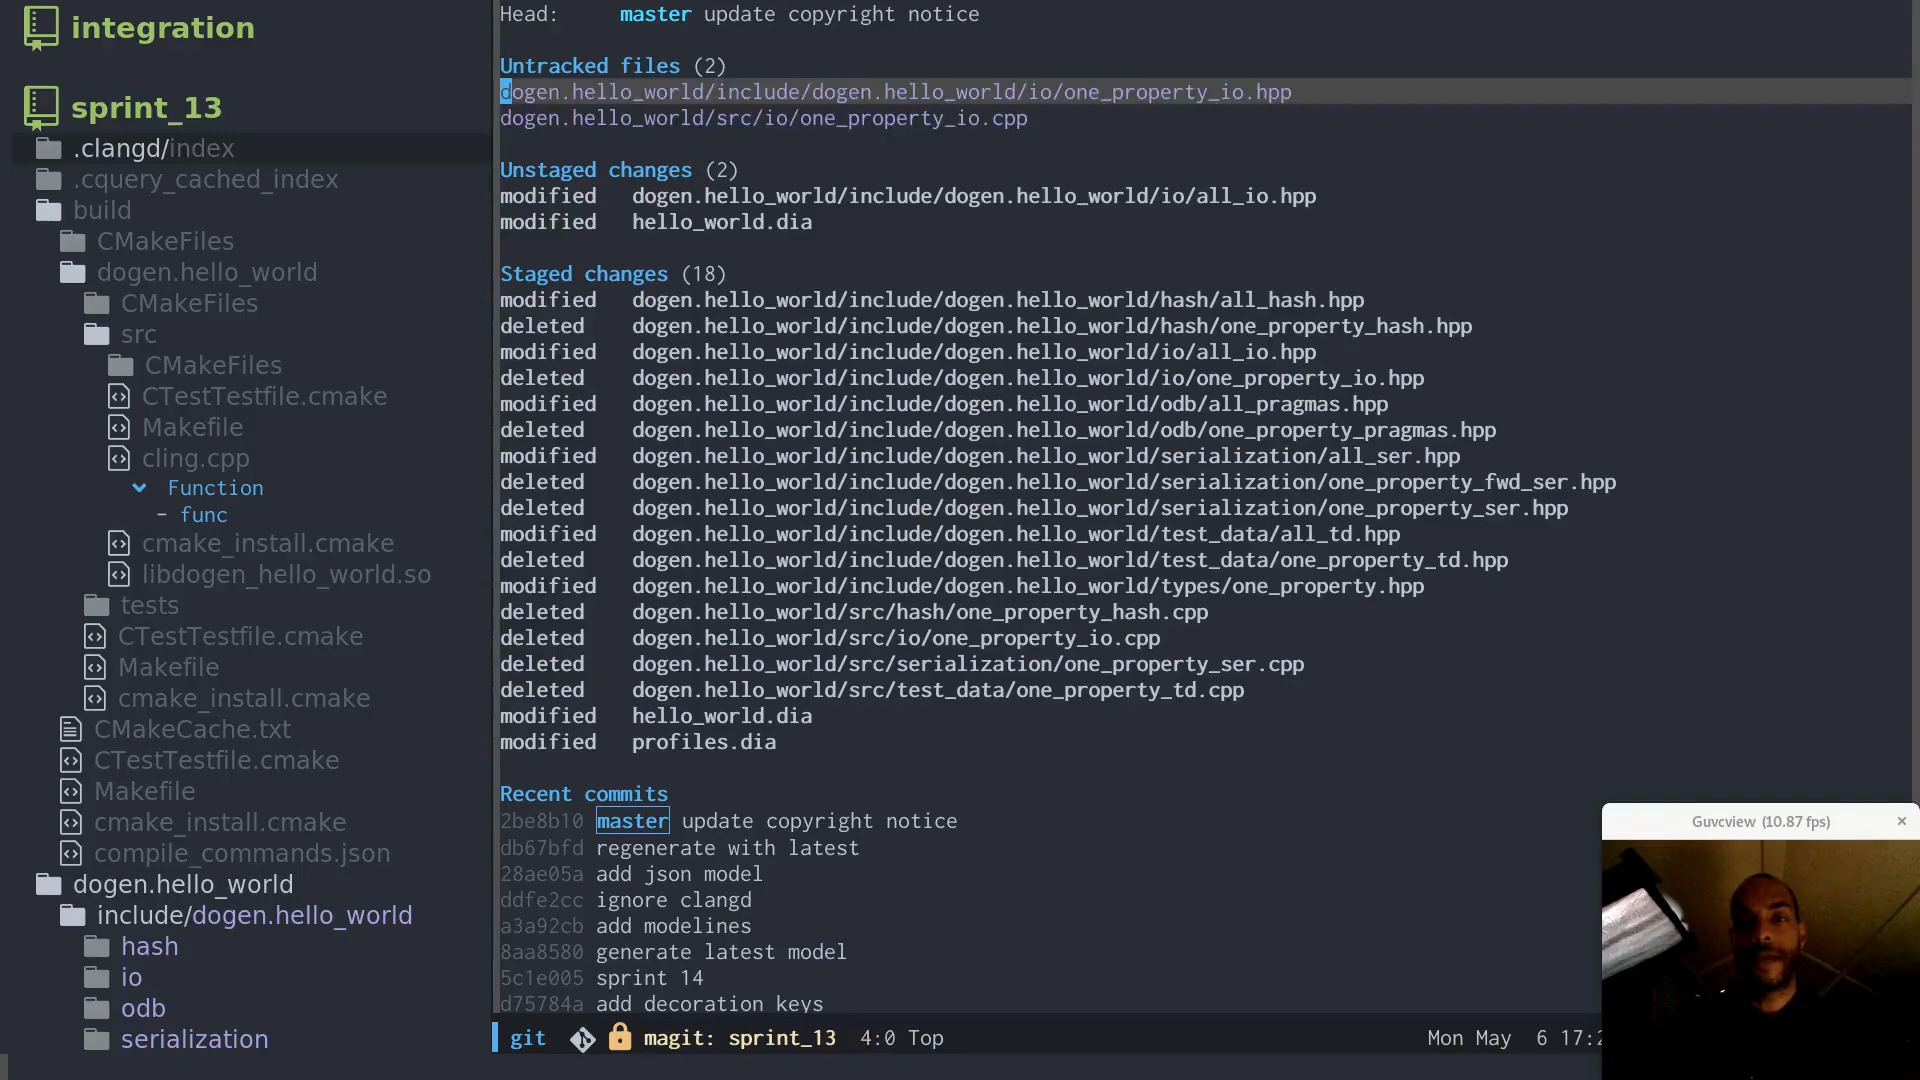 integration
sprint_13
.clangd/index
.cquery_cached_index
build
CMakeFiles
dogen.hello_world
CMakeFiles
src
CMakeFiles
CTestTestfile.cmake
Makefile
cling.cpp
Function
- func
cmake_install.cmake
libdogen_hello_world.so
tests
CTestTestfile.cmake
Makefile
cmake_install.cmake
CMakeCache.txt
CTestTestfile.cmake
Makefile
cmake_install.cmake
compile_commands.json
dogen.hello_world
include/dogen.hello_world
hash
io
odb
serialization
Head: master update copyright notice
Untracked files (2)
dogen.hello_world/include/dogen.hello_world/io/one_property_io.hpp
dogen.hello_world/src/io/one_property_io.cpp
Unstaged changes (2)
modified dogen.hello_world/include/dogen.hello_world/io/all_io.hpp
modified hello_world.dia
Staged changes (18)
modified dogen.hello_world/include/dogen.hello_world/hash/all_hash.hpp
deleted dogen.hello_world/include/dogen.hello_world/hash/one_property_hash.hpp
modified dogen.hello_world/include/dogen.hello_world/io/all_io.hpp
deleted dogen.hello_world/include/dogen.hello_world/io/one_property_io.hpp
modified dogen.hello_world/include/dogen.hello_world/odb/all_pragmas.hpp
deleted dogen.hello_world/include/dogen.hello_world/odb/one_property_pragmas.hpp
modified dogen.hello_world/include/dogen.hello_world/serialization/all_ser.hpp
deleted dogen.hello_world/include/dogen.hello_world/serialization/one_property_fwd_ser.hpp
deleted dogen.hello_world/include/dogen.hello_world/serialization/one_property_ser.hpp
modified dogen.hello_world/include/dogen.hello_world/test_data/all_td.hpp
deleted dogen.hello_world/include/dogen.hello_world/test_data/one_property_td.hpp
modified dogen.hello_world/include/dogen.hello_world/types/one_property.hpp
deleted dogen.hello_world/src/hash/one_property_hash.cpp
deleted dogen.hello_world/src/io/one_property_io.cpp
deleted dogen.hello_world/src/serialization/one_property_ser.cpp
deleted dogen.hello_world/src/test_data/one_property_td.cpp
modified hello_world.dia
modified profiles.dia
Recent commits
2be8b10 master update copyright notice
db67bfd regenerate with latest
28ae05a add json model
ddfe2cc ignore clangd
a3a92cb add modelines
8aa8580 generate latest model
5c1e005 sprint 14
d75784a add decoration keys
git magit: sprint_13 4:0 Top Mon May 6 17:2
Guvcview (10.87 fps) ×